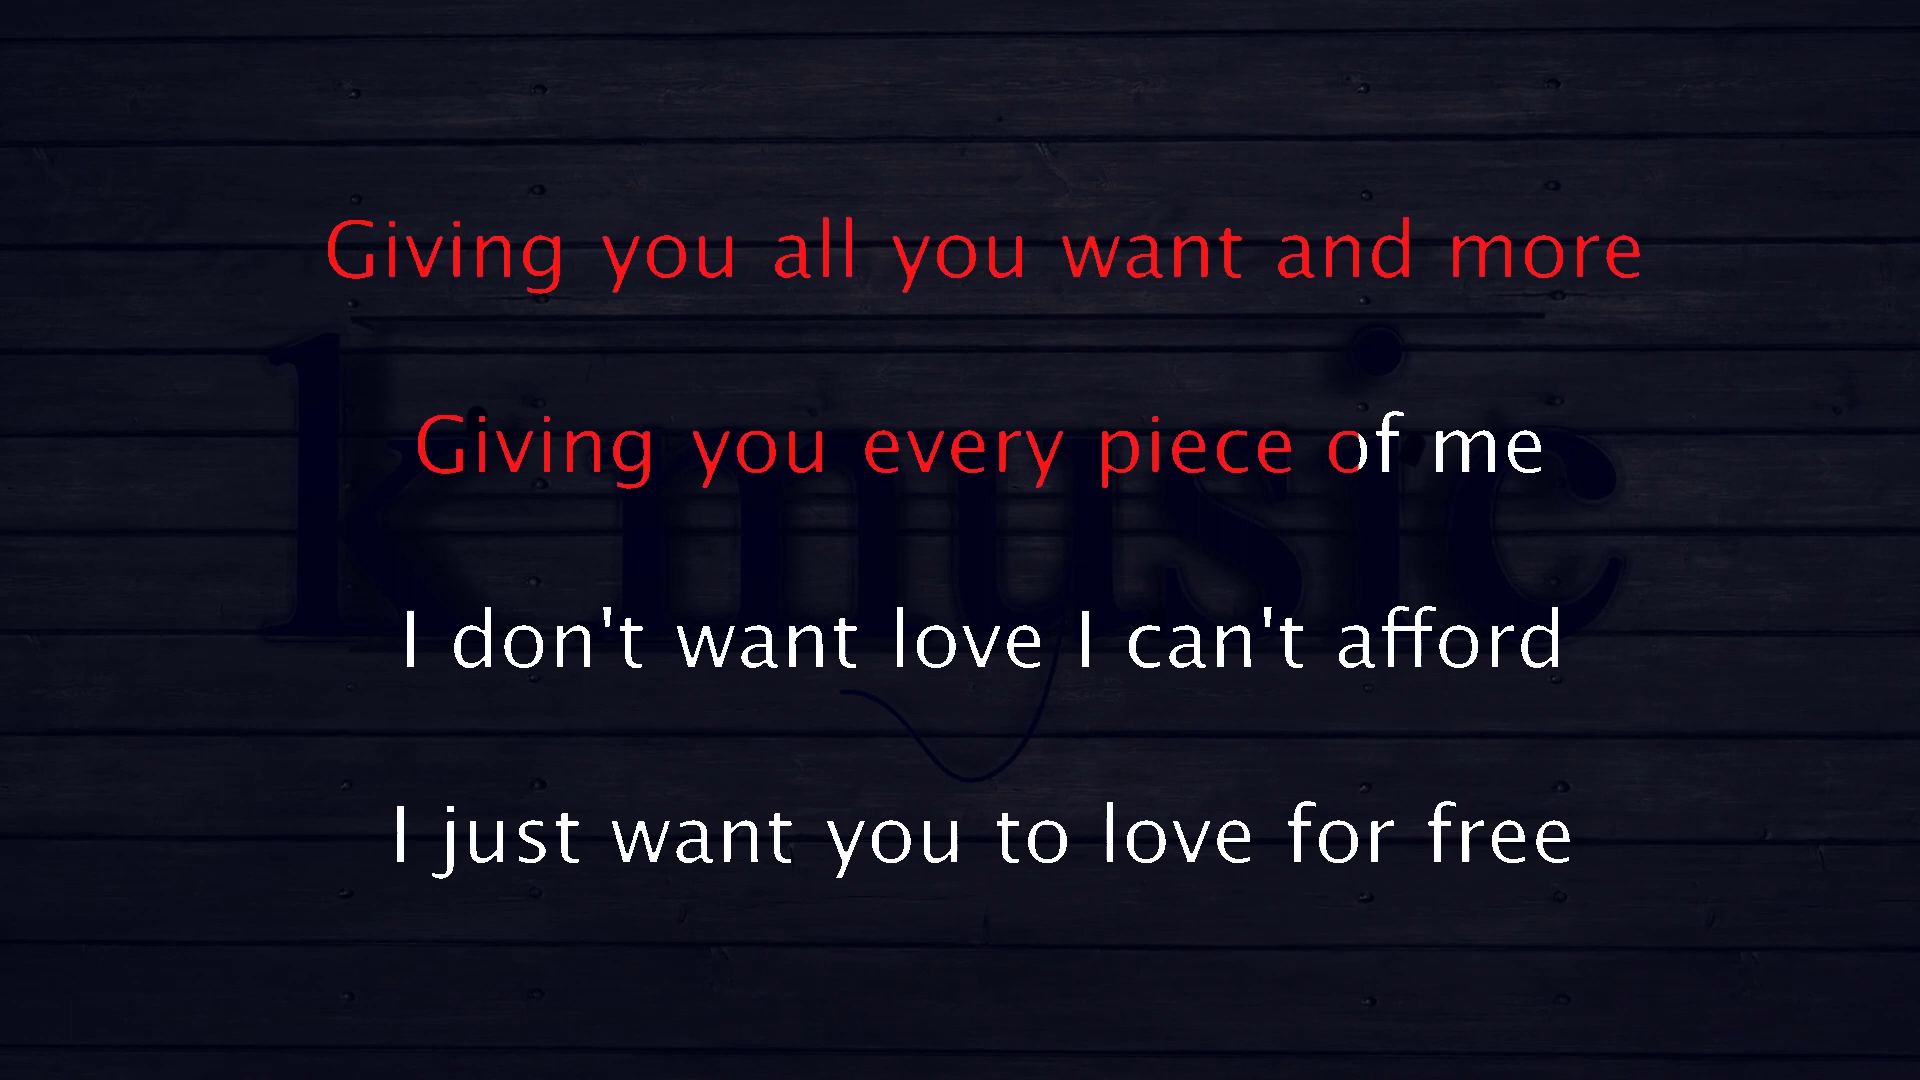 Giving you all you want and more
Giving you every piece of me
k music
I don't want love I can't afford
I just want you to love for free